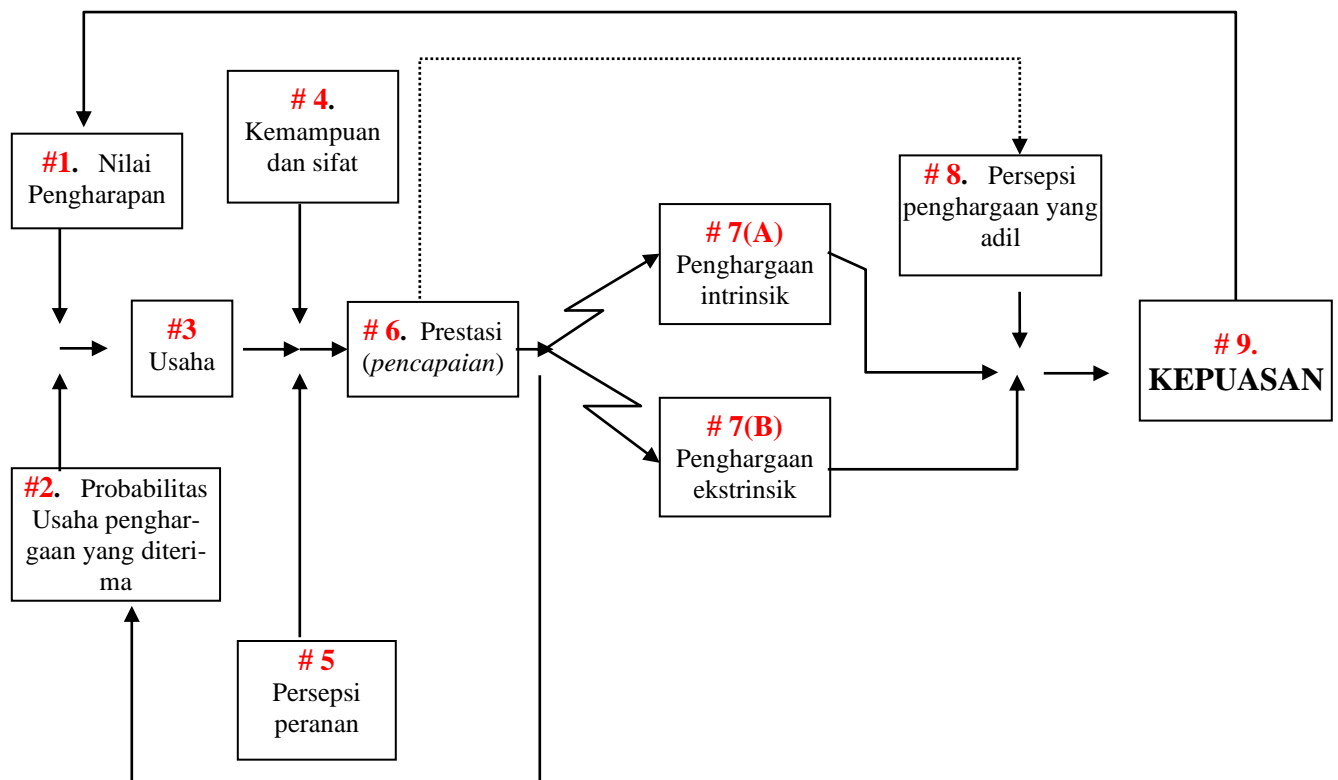 #1. Nilai
Pengharapan
#2. Probabilitas
Usaha penghar-
gaan yang diteri-
ma
#3
Usaha
# 4.
Kemampuan
dan sifat
# 5
Persepsi
peranan
# 6. Prestasi
(pencapaian)
# 7(A)
Penghargaan
intrinsik
# 7(B)
Penghargaan
ekstrinsik
# 8. Persepsi
penghargaan yang
adil
# 9.
KEPUASAN